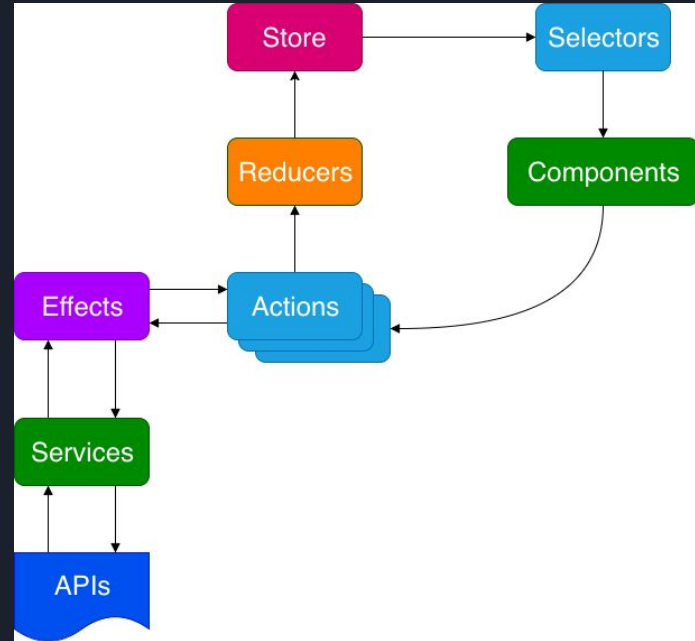 Store
Selectors
Reducers
Components
Effects
Actions
Services
APIs